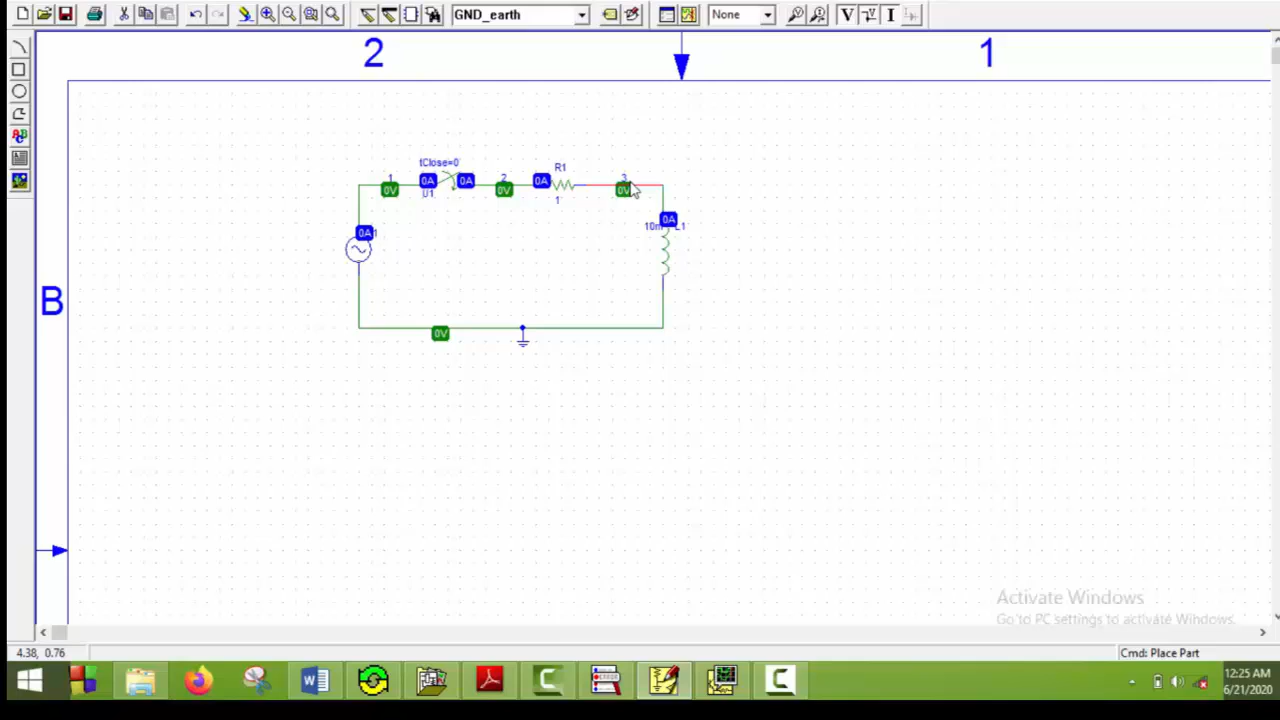 GND_earth
None
V
I
2
1
tClose=0
R1
1
2
3
0A
0A
0A
0V
0V
0V
U1
1
0A
0A
10m
L1
B
0V
Activate Windows
Go to PC settings to activate Windows.
4.38, 0.76
Cmd: Place Part
12:25 AM
6/21/2020